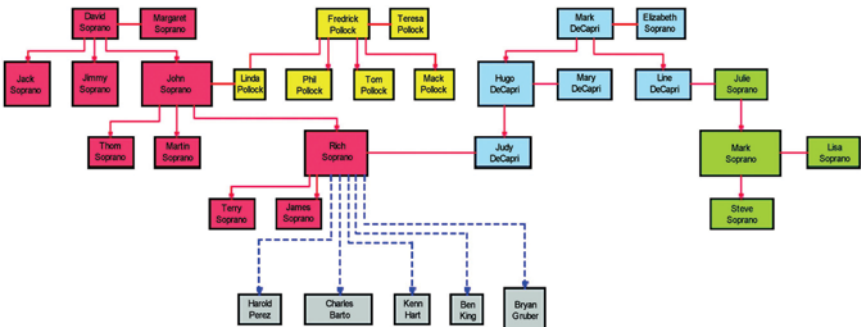 David
Soprano
Margaret
Soprano
Fredrick
Pollock
Teresa
Pollock
Mark
DeCapri
Elizabeth
Soprano
Jack
Soprano
Jimmy
Soprano
John
Soprano
Linda
Pollock
Phil
Pollock
Tom
Pollock
Mack
Pollock
Hugo
DeCapri
Mary
DeCapri
Line
DeCapri
Julie
Soprano
Thom
Soprano
Martin
Soprano
Rich
Soprano
Judy
DeCapri
Mark
Soprano
Lisa
Soprano
Terry
Soprano
James
Soprano
Steve
Soprano
Harold
Perez
Charles
Barto
Kenn
Hart
Ben
King
Bryan
Gruber